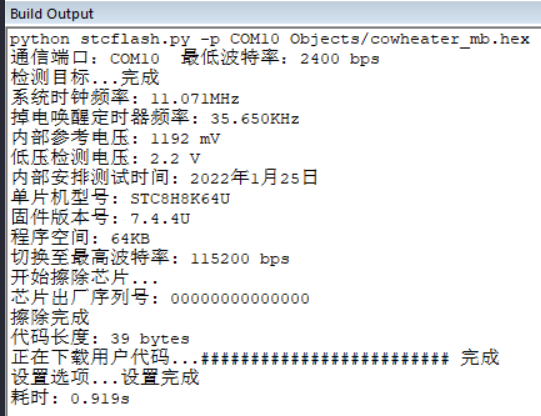 Build Output
python stcflash.py -p COM10 Objects/cowheater_mb.hex
通信端口：COM10  最低波特率：2400 bps
检测目标...完成
系统时钟频率：11.071MHz
掉电唤醒定时器频率：35.650KHz
内部参考电压：1192 mV
低压检测电压：2.2 V
内部安排测试时间：2022年1月25日
单片机型号：STC8H8K64U
固件版本号：7.4.4U
程序空间：64KB
切换至最高波特率：115200 bps
开始擦除芯片...
芯片出厂序列号：00000000000000
擦除完成
代码长度：39 bytes
正在下载用户代码...######################### 完成
设置选项...设置完成
耗时：0.919s